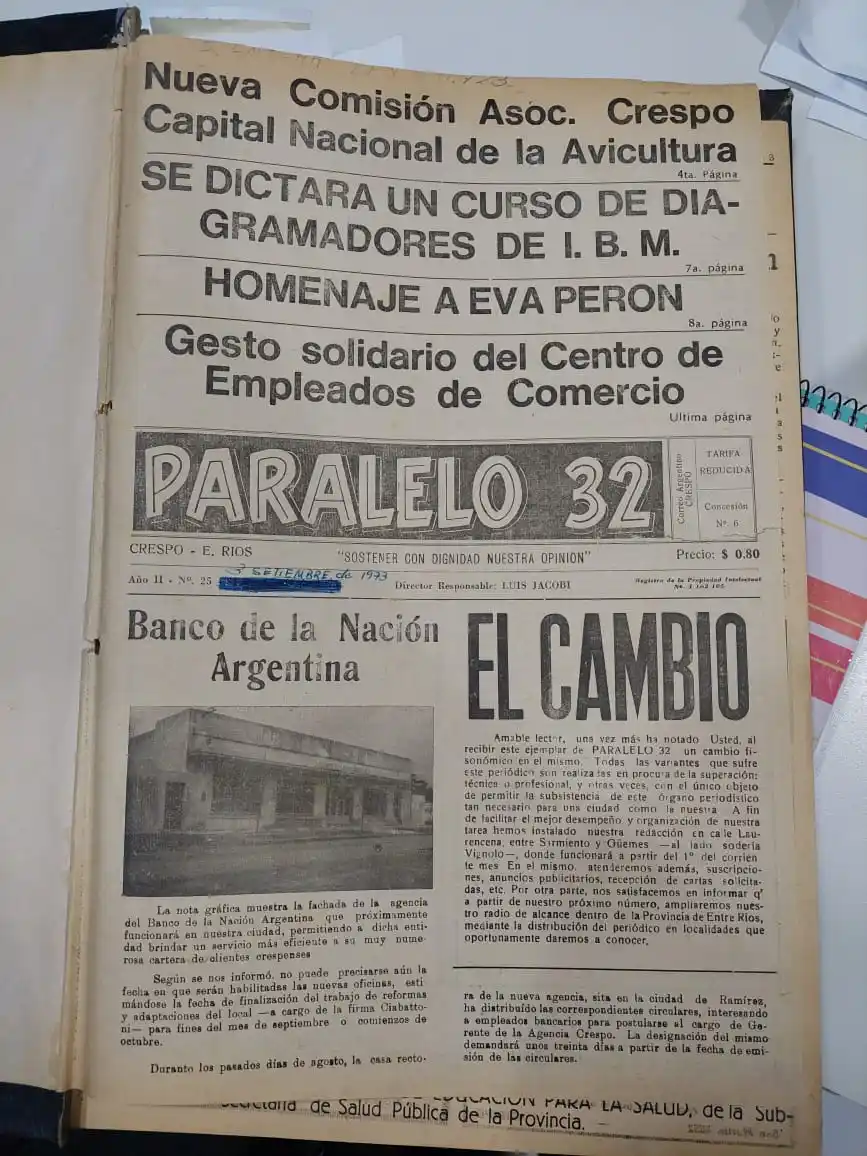 Nueva Comisión Asoc. Crespo
Capital Nacional de la Avicultura
4ta. Página
SE DICTARA UN CURSO DE DIA-
GRAMADORES DE I. B. M.
7a. página
HOMENAJE A EVA PERON
8a. página
Gesto solidario del Centro de
Empleados de Comercio
Ultima página
PARALELO 32
Correo Argentino
CRESPO
TARIFA
REDUCIDA
Concesión
Nº. 6
CRESPO - E. RIOS
"SOSTENER CON DIGNIDAD NUESTRA OPINION"
Precio: $ 0.80
Año II - Nº. 25
SETIEMBRE de 1973
Director Responsable: LUIS JACOBI
Registro de la Propiedad Intelectual
Banco de la Nación
Argentina
La nota gráfica muestra la fachada de la agencia
del Banco de la Nación Argentina que próximamente
funcionará en nuestra ciudad, permitiendo a dicha enti-
dad brindar un servicio más eficiente a su muy nume-
rosa cartera de clientes crespenses
Según se nos informó, no puede precisarse aún la
fecha en que serán habilitadas las nuevas oficinas, esti
mándose la fecha de finalización del trabajo de reformas
y adaptaciones del local —a cargo de la firma Ciabatto-
ni— para fines del mes de septiembre o comienzos de
octubre.
Durante los pasados días de agosto, la casa recto-
EL CAMBIO
Amable lector, una vez más ha notado Usted, al
recibir este ejemplar de PARALELO 32 un cambio fi-
sonómico en el mismo. Todas las variantes que sufre
este periódico son realizadas en procura de la superación:
técnica o profesional, y otras veces, con el único objeto
de permitir la subsistencia de este órgano periodístico
tan necesario para una ciudad como la nuestra A fin
de facilitar el mejor desempeño y organización de nuestra
tarea hemos instalado nuestra redacción en calle Lau-
rencena, entre Sarmiento y Güemes —al lado sodería
Vignolo—, donde funcionará a partir del 1º del corrien
te mes En el mismo, atenderemos además, suscripcio-
nes, anuncios publicitarios, recepción de cartas solicita-
das, etc. Por otra parte, nos satisfacemos en informar q'
a partir de nuestro próximo número, ampliaremos nues-
tro radio de alcance dentro de la Provincia de Entre Ríos,
mediante la distribución del periódico en localidades que
oportunamente daremos a conocer.
ra de la nueva agencia, sita en la ciudad de Ramírez,
ha distribuído las correspondientes circulares, interesando
a empleados bancarios para postularse al cargo de Ge-
rente de la Agencia Crespo. La designación del mismo
demandará unos treinta días a partir de la fecha de emi-
sión de las circulares.
EDUCACION PARA LA SALUD, de la Sub-
secretaria de Salud Pública de la Provincia. —